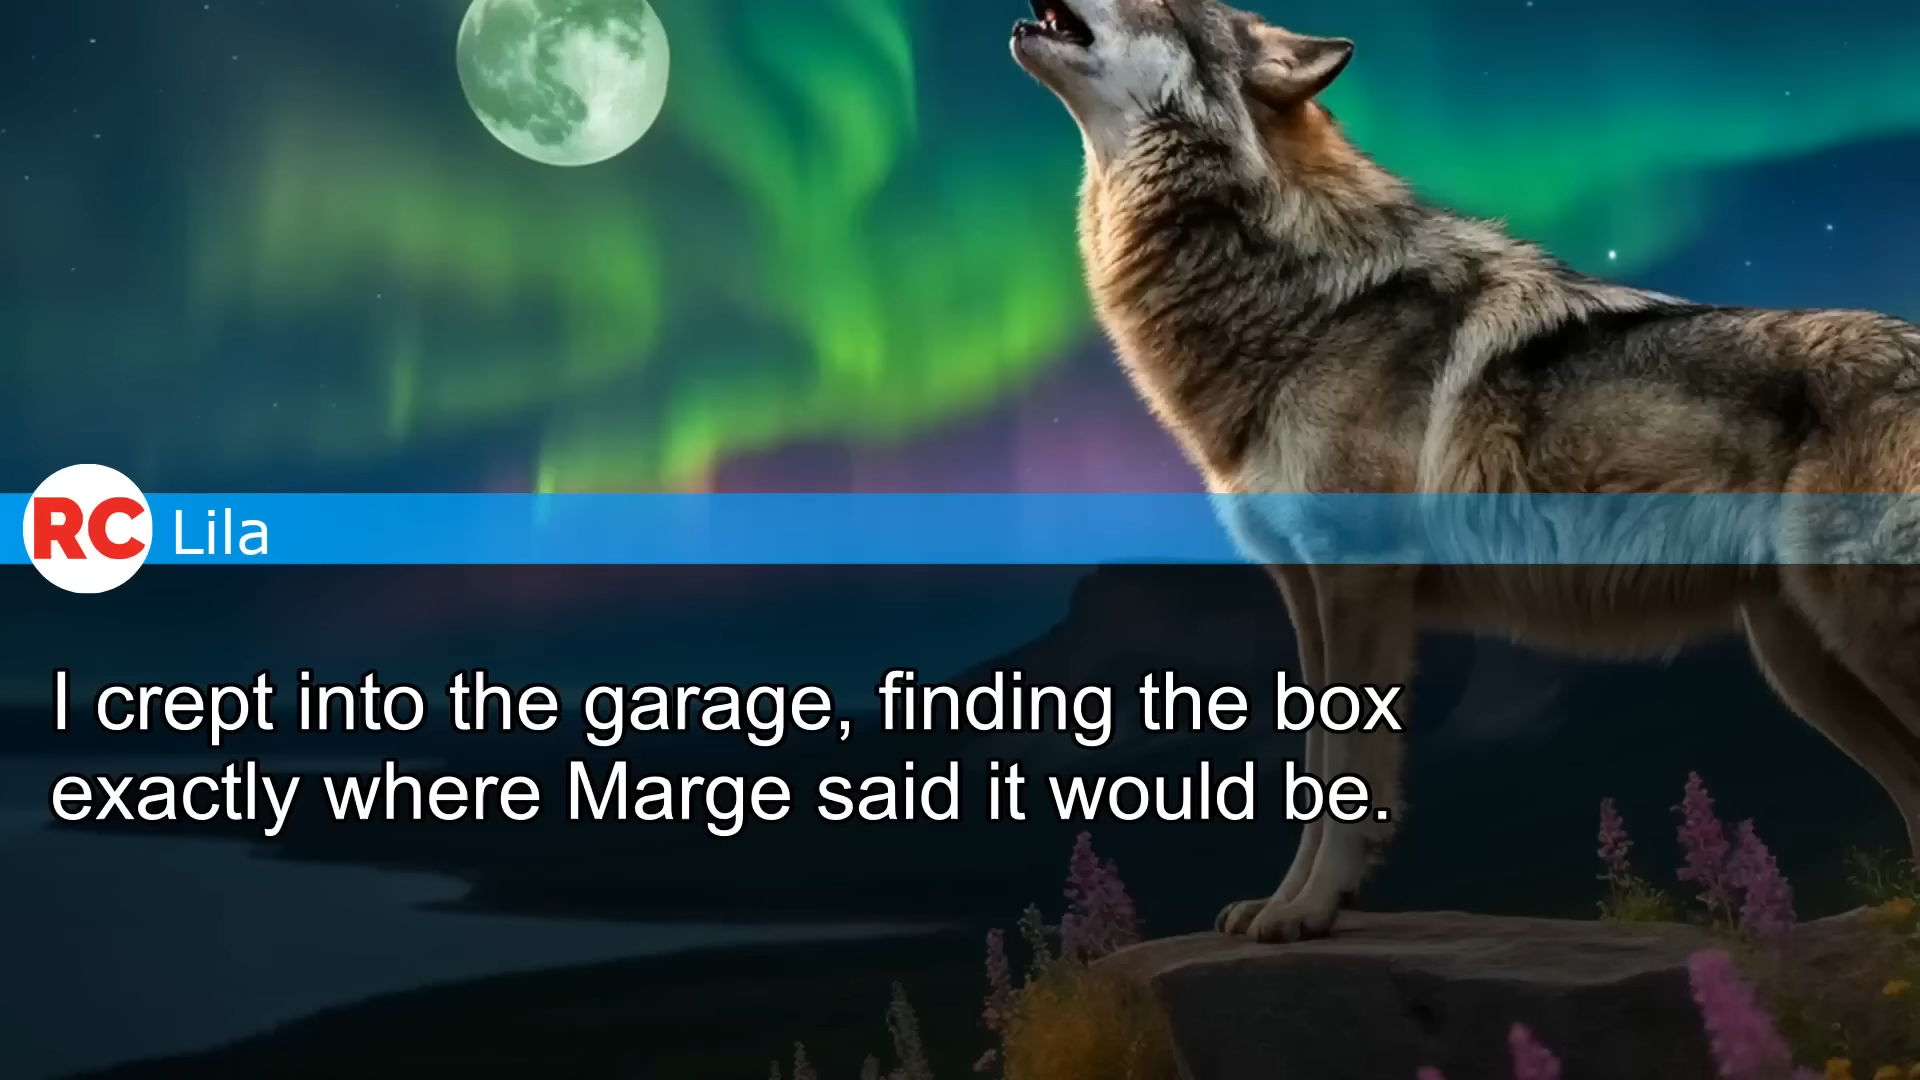 RC Lila
I crept into the garage, finding the box
exactly where Marge said it would be.